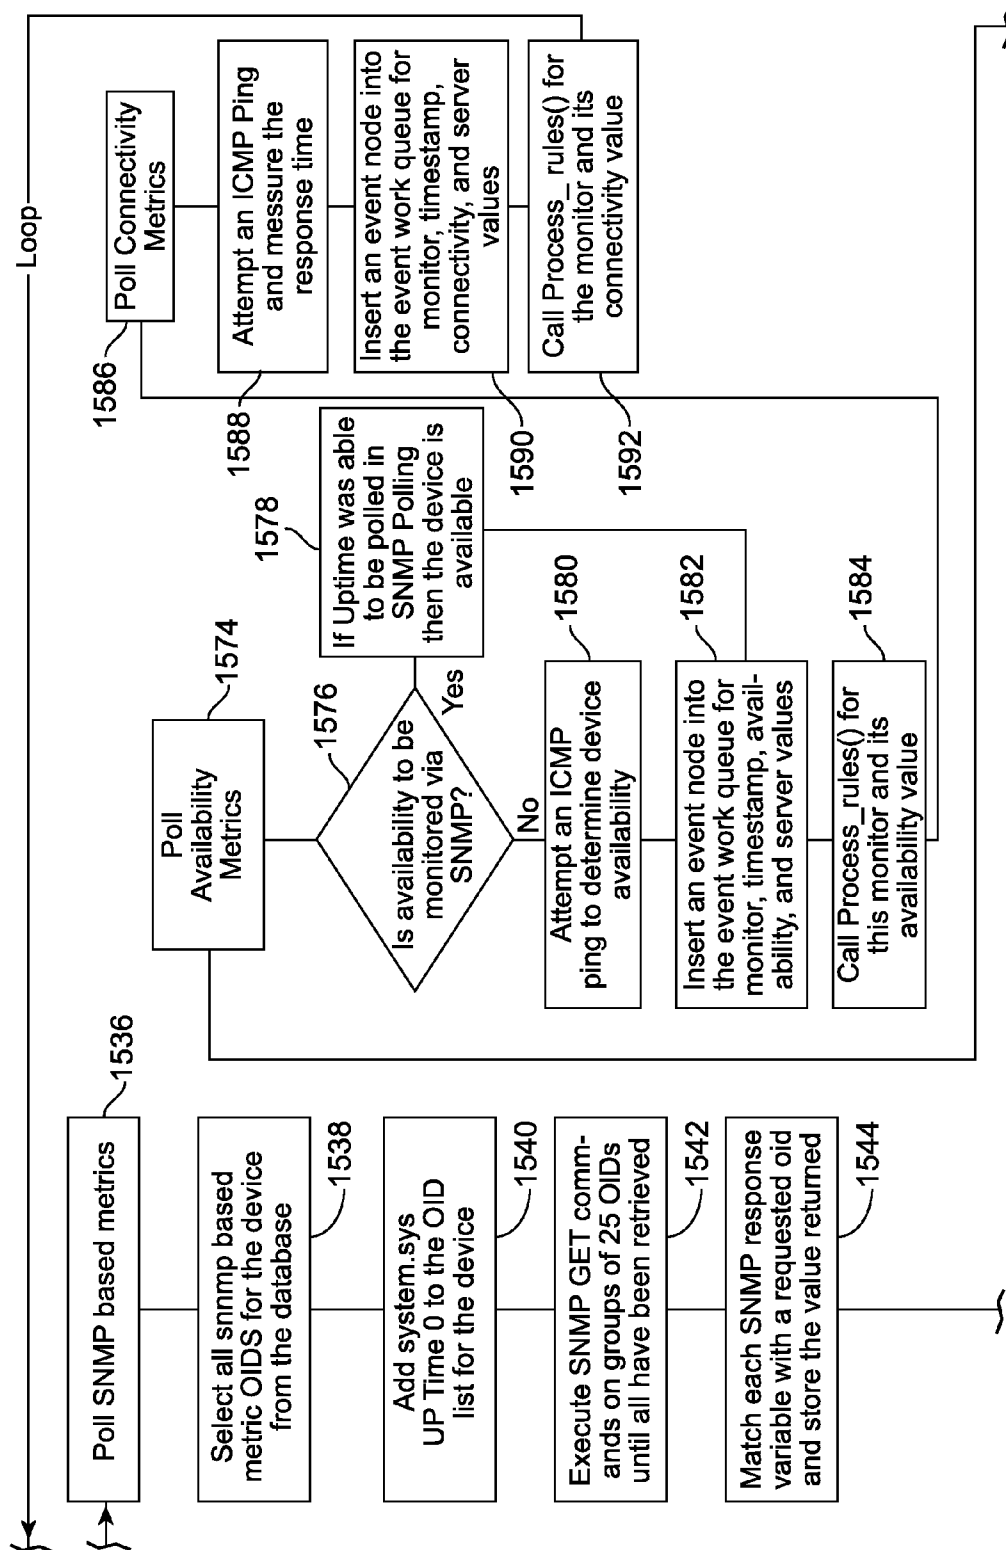 Loop
Poll SNMP based metrics
1536
Select all snnmp based
metric OIDS for the device
from the database
1538
Add system.sys
UP Time 0 to the OID
list for the device
1540
Execute SNMP GET comm-
ands on groups of 25 OIDs
until all have been retrieved
1542
Match each SNMP response
variable with a requested oid
and store the value returned
1544
Poll
Availability
Metrics
1574
Is availability to be
monitored via
SNMP?
1576
Yes
No
If Uptime was able
to be polled in
SNMP Polling
then the device is
available
1578
Attempt an ICMP
ping to determine device
availability
1580
Insert an event node into
the event work queue for
monitor, timestamp, avail-
ability, and server values
1582
Call Process_ rules() for
this monitor and its
availability value
1584
Poll Connectivity
Metrics
1586
Attempt an ICMP Ping
and messure the
response time
1588
Insert an event node into
the event work queue for
monitor, timestamp,
connectivity, and server
values
1590
Call Process_ rules() for
the monitor and its
connectivity value
1592